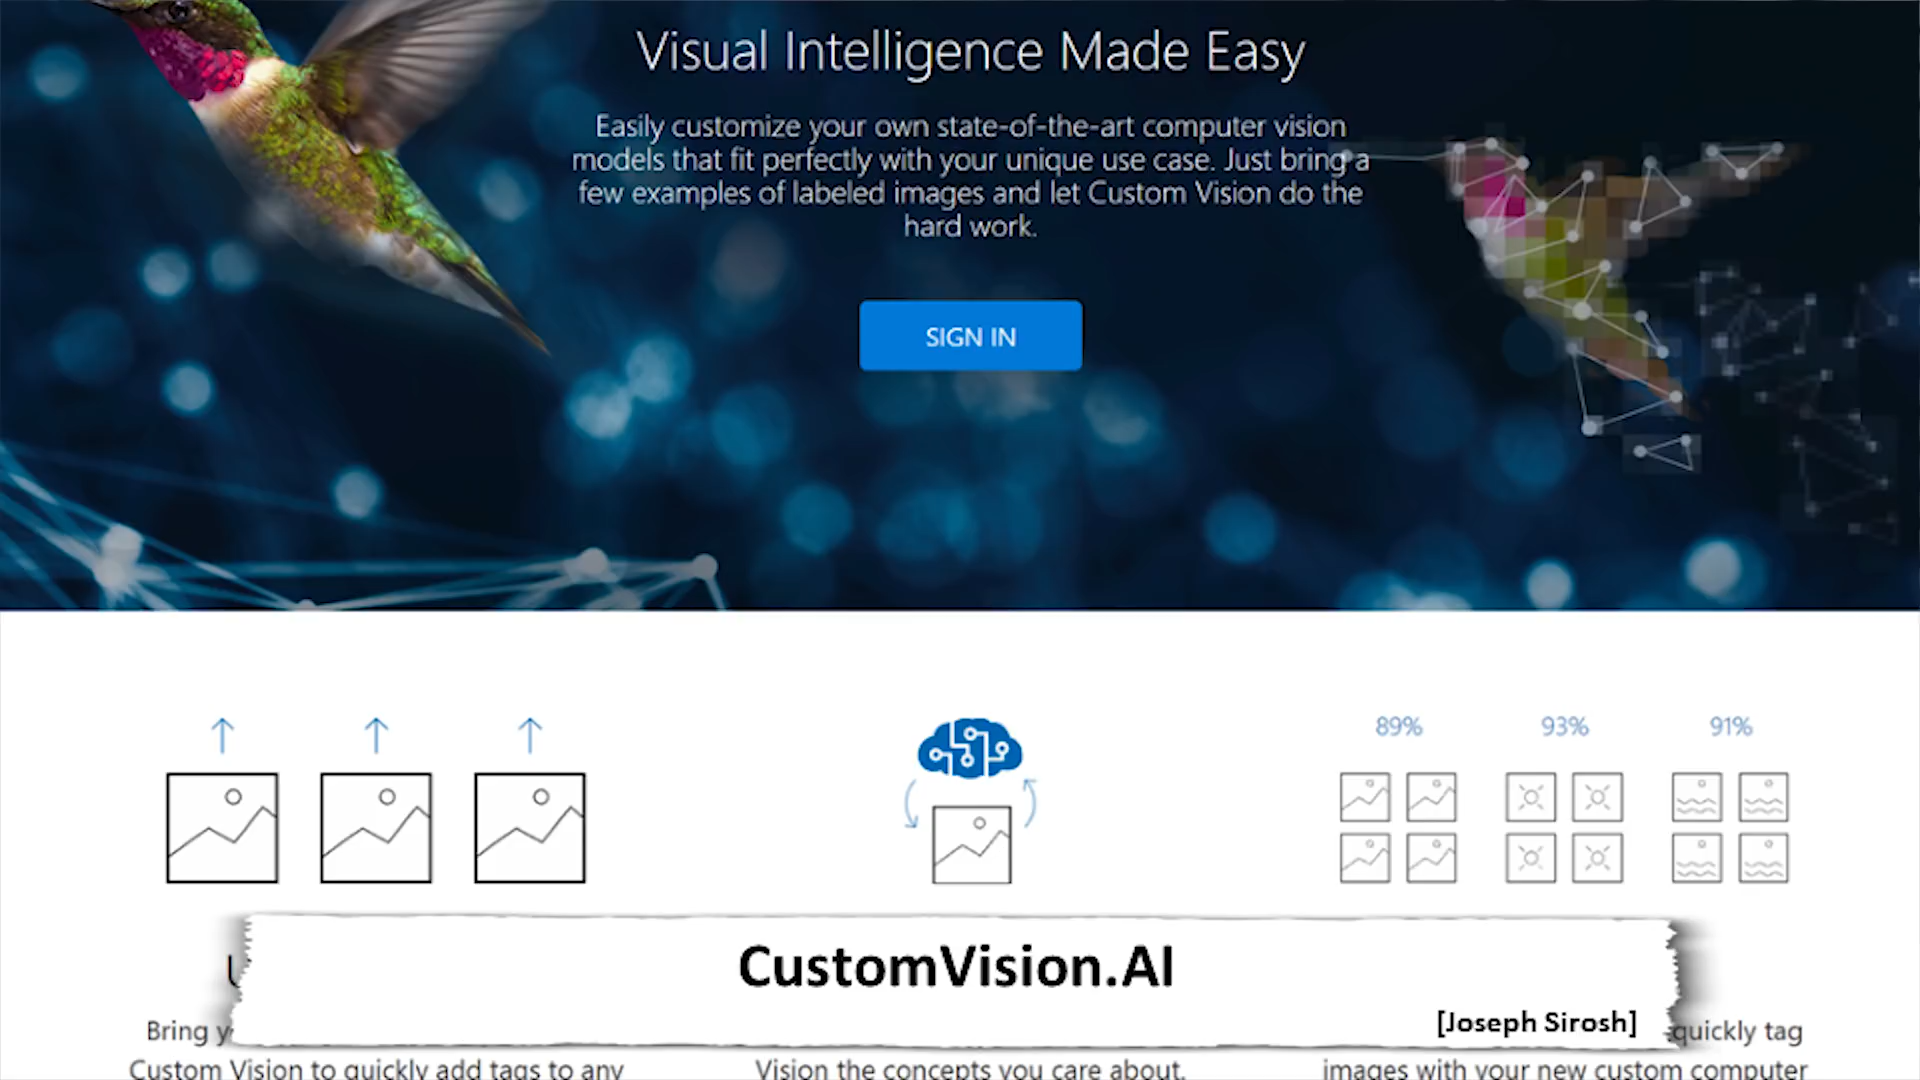 Visual Intelligence Made Easy
Easily customize your own state-of-the-art computer vision
models that fit perfectly with your unique use case. Just bring a
few examples of labeled images and let Custom Vision do the
hard work.
SIGN IN
89% 93% 91%
CustomVision.AI
[Joseph Sirosh]
Bring
quickly tag
Custom Vision to quickly add tags to any
Vision the concepts you care about.
images with your new custom computer